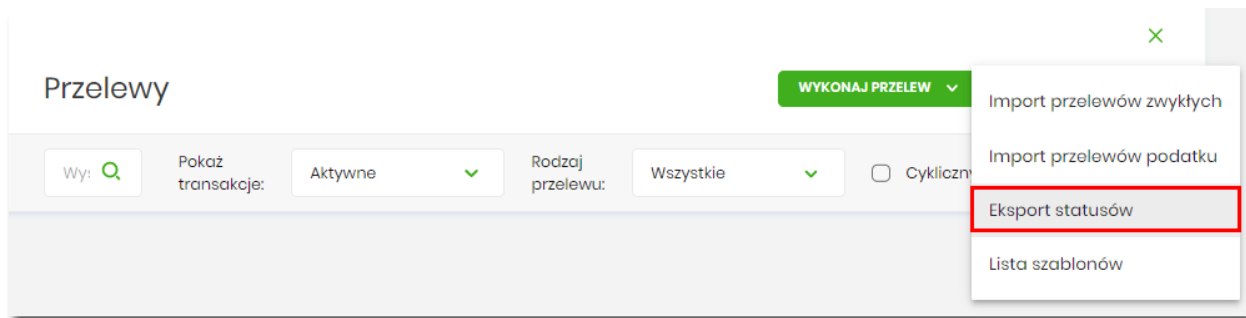 Przelewy
WYKONAJ PRZELEW
Import przelewów zwykłych
Import przelewów podatku
Eksport statusów
Lista szablonów
Pokaż
transakcje:
Aktywne
Rodzaj
przelewu:
Wszystkie